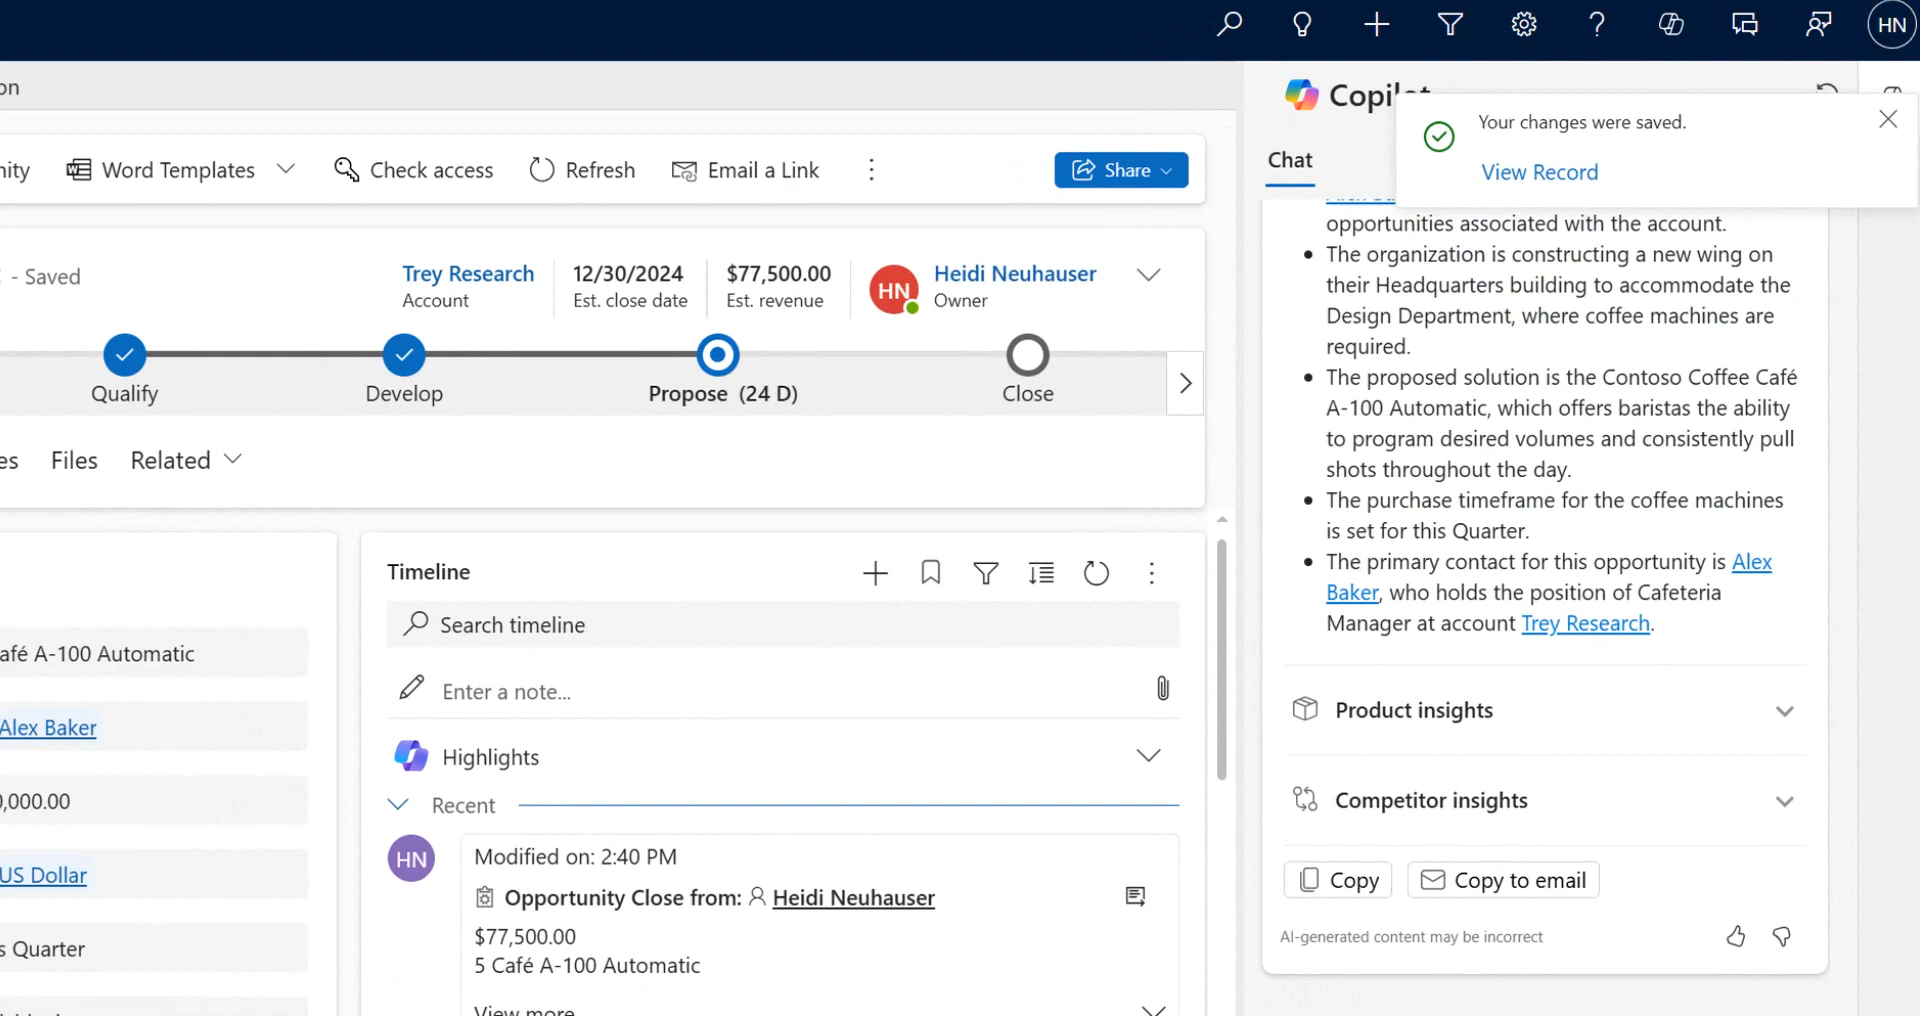 HN
on
Copilot
Your changes were saved.
View Record
nity
Word Templates
Check access
Refresh
Email a Link
Share
Chat
opportunities associated with the account.
The organization is constructing a new wing on
their Headquarters building to accommodate the
Design Department, where coffee machines are
required.
The proposed solution is the Contoso Coffee Café
A-100 Automatic, which offers baristas the ability
to program desired volumes and consistently pull
shots throughout the day.
The purchase timeframe for the coffee machines
is set for this Quarter.
The primary contact for this opportunity is Alex
Baker, who holds the position of Cafeteria
Manager at account Trey Research.
- Saved
Trey Research
Account
12/30/2024
Est. close date
$77,500.00
Est. revenue
HN
Heidi Neuhauser
Owner
Qualify
Develop
Propose (24 D)
Close
es
Files
Related
afé A-100 Automatic
Alex Baker
0,000.00
US Dollar
s Quarter
Timeline
Search timeline
Enter a note...
Highlights
Recent
HN
Modified on: 2:40 PM
Opportunity Close from: Heidi Neuhauser
$77,500.00
5 Café A-100 Automatic
View more
Product insights
Competitor insights
Copy
Copy to email
AI-generated content may be incorrect